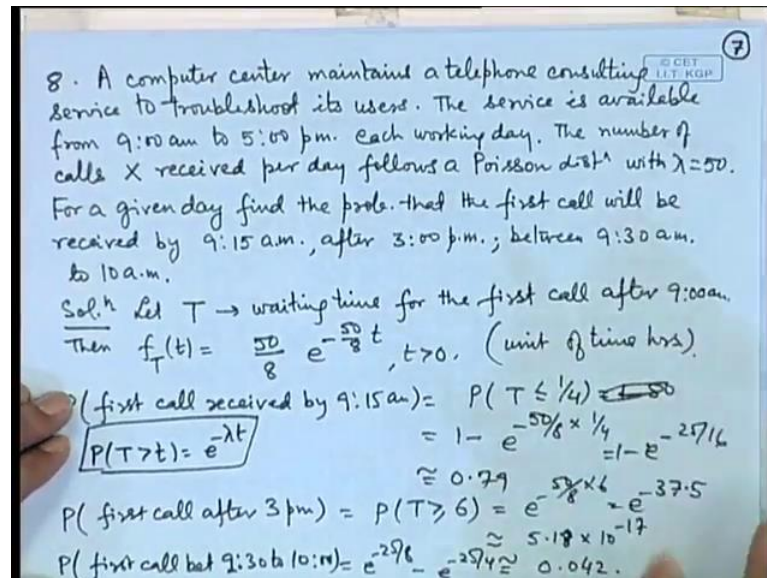 7
© CET
I.I.T. KGP
8. A computer center maintains a telephone consulting
service to troubleshoot its users. The service is available
from 9:00 am to 5:00 pm. each working day. The number of
calls X received per day follows a Poisson distⁿ with λ=50.
For a given day find the prob. that the first call will be
received by 9:15 a.m., after 3:00 p.m.; between 9:30 am.
to 10 a.m.
Sol.ⁿ Let T → waiting time for the first call after 9:00 am.
Then f_T(t) = 50/8 e^{-50/8 t}, t>0. (unit of time hrs).
P(first call received by 9:15 am) = P(T ≤ 1/4)
P(T>t) = e^{-λt} = 1 - e^{-50/8 × 1/4} = 1 - e^{-25/16}
≅ 0.79
P(first call after 3 pm) = P(T ≥ 6) = e^{-50/8 × 6} = e^{-37.5}
≈ 5.18 × 10^{-17}
P(first call bet 9:30 to 10:00) = e^{-25/8} - e^{-25/4} ≅ 0.042.